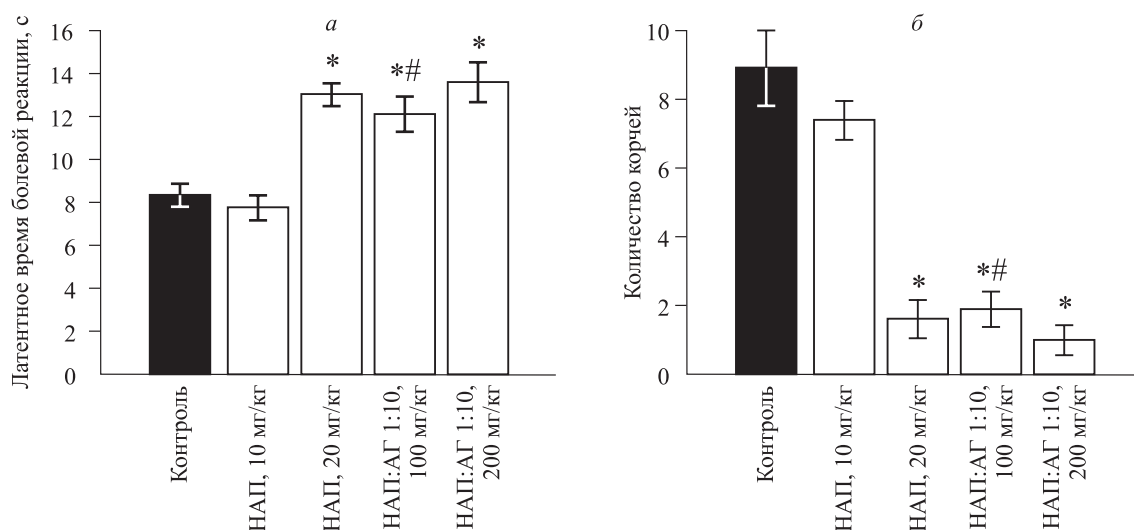 а
Латентное время болевой реакции, с
16
14
12
10
8
6
4
2
0
*
*#
*
Контроль
НАП, 10 мг/кг
НАП, 20 мг/кг
НАП:АГ 1:10,
100 мг/кг
НАП:АГ 1:10,
200 мг/кг
б
Количество корчей
10
8
6
4
2
0
*
*#
*
Контроль
НАП, 10 мг/кг
НАП, 20 мг/кг
НАП:АГ 1:10,
100 мг/кг
НАП:АГ 1:10,
200 мг/кг